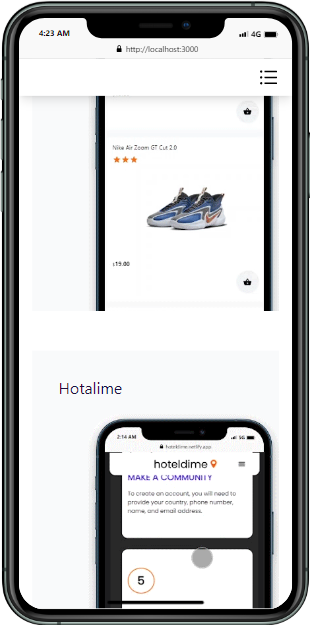 4:23 AM
4G
http://localhost:3000
Nike Air Zoom GT Cut 2.0
$19.00
Hotalime
2:14 AM
5G
hoteldime.netlify.app
hoteldime
MAKE A COMMUNITY
To create an account, you will need to
provide your country, phone number,
name, and email address.
5